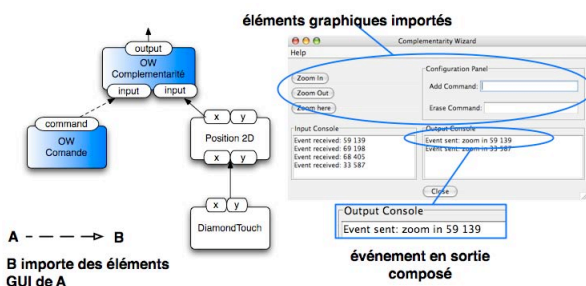 éléments graphiques importés
output
OW
Complementarité
input
input
command
OW
Comande
x
y
Position 2D
x
y
x
y
DiamondTouch
A
B
B importe des éléments
GUI de A
Complementarity Wizard
Help
Zoom In
Zoom Out
Zoom here
Configuration Panel
Add Command:
Erase Command:
Input Console
Event received: 59 139
Event received: 69 198
Event received: 68 405
Event received: 33 587
Output Console
Event sent: zoom in 59 139
Event sent: zoom in 33 587
Close
Output Console
Event sent: zoom in 59 139
événement en sortie
composé